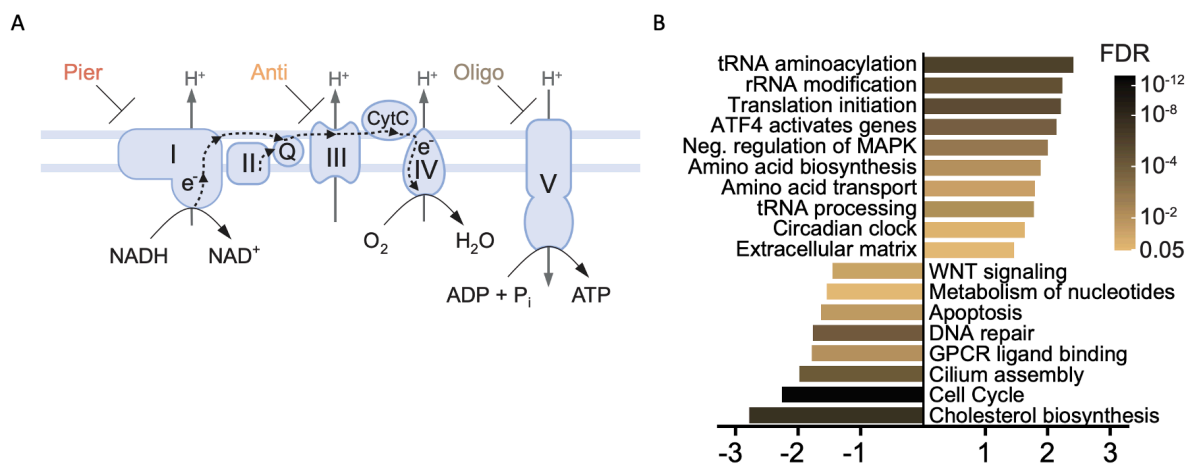 A
Pier
Anti
Oligo
H+
H+
H+
H+
I
II
Q
III
CytC
IV
V
e-
e-
NADH
NAD+
O2
H2O
ADP + Pi
ATP
B
tRNA aminoacylation
rRNA modification
Translation initiation
ATF4 activates genes
Neg. regulation of MAPK
Amino acid biosynthesis
Amino acid transport
tRNA processing
Circadian clock
Extracellular matrix
WNT signaling
Metabolism of nucleotides
Apoptosis
DNA repair
GPCR ligand binding
Cilium assembly
Cell Cycle
Cholesterol biosynthesis
-3 -2 -1 1 2 3
FDR
10-12
10-8
10-4
10-2
0.05